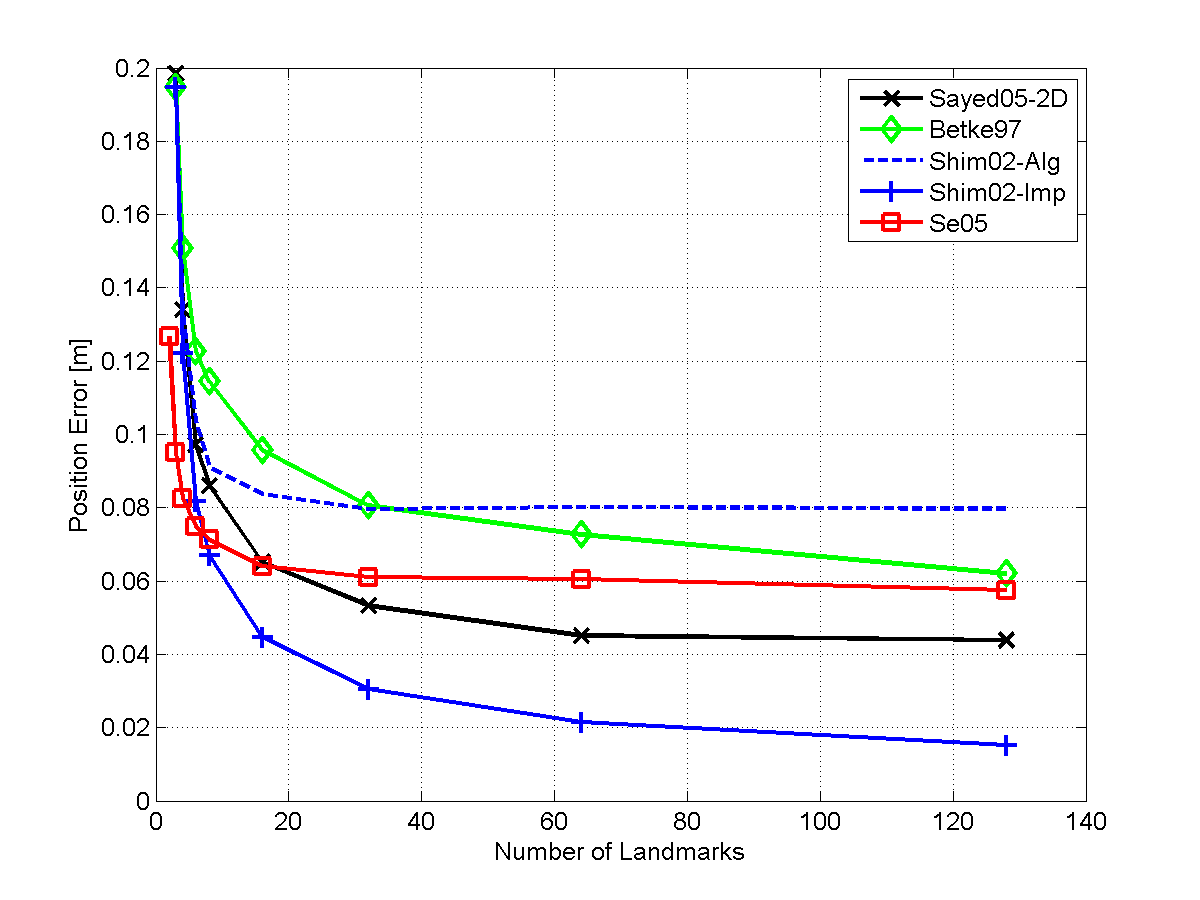 0.2
0.18
0.16
0.14
0.12
0.1
0.08
0.06
0.04
0.02
0
Position Error [m]
Sayed05-2D
Betke97
Shim02-Alg
Shim02-Imp
Se05
0 20 40 60 80 100 120 140
Number of Landmarks